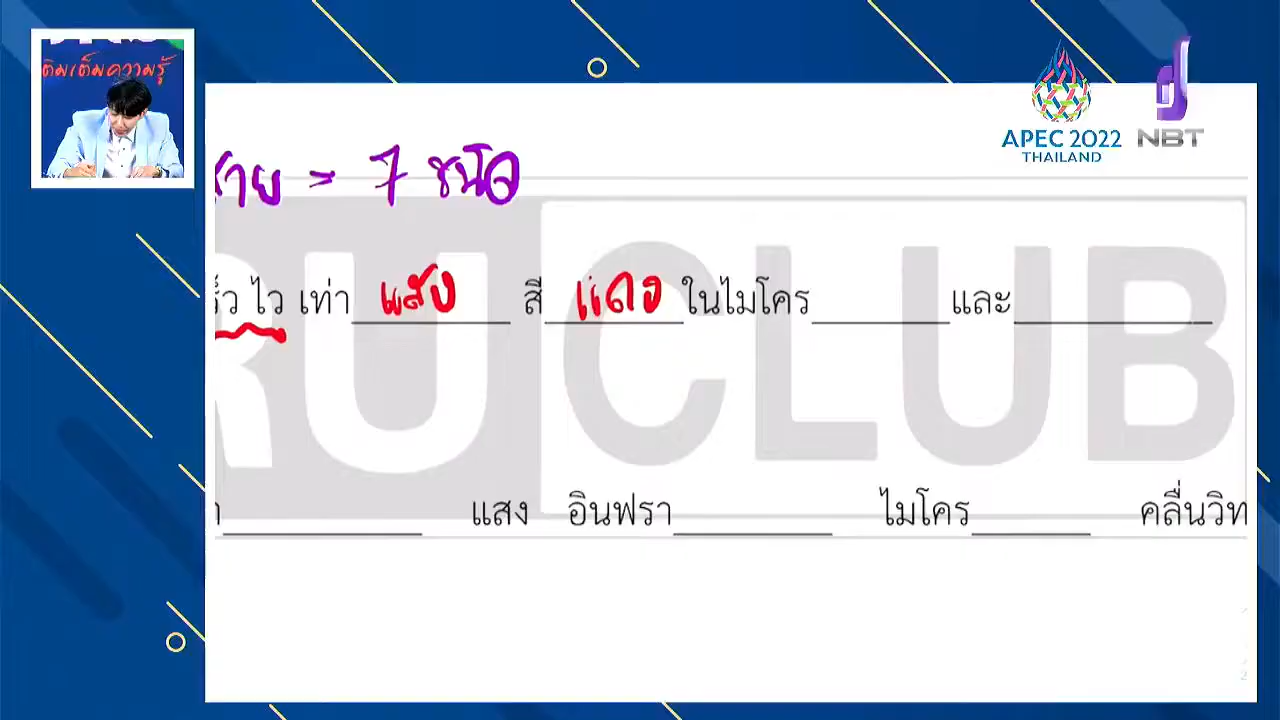 ติมเต็มความรู้
APEC 2022
THAILAND
NBT
= 7 ชนิด
RU CLUB
ร็ว ไว เท่า แสง สี แดง ในไมโคร และ
แสง อินฟรา ไมโคร คลื่นวิท